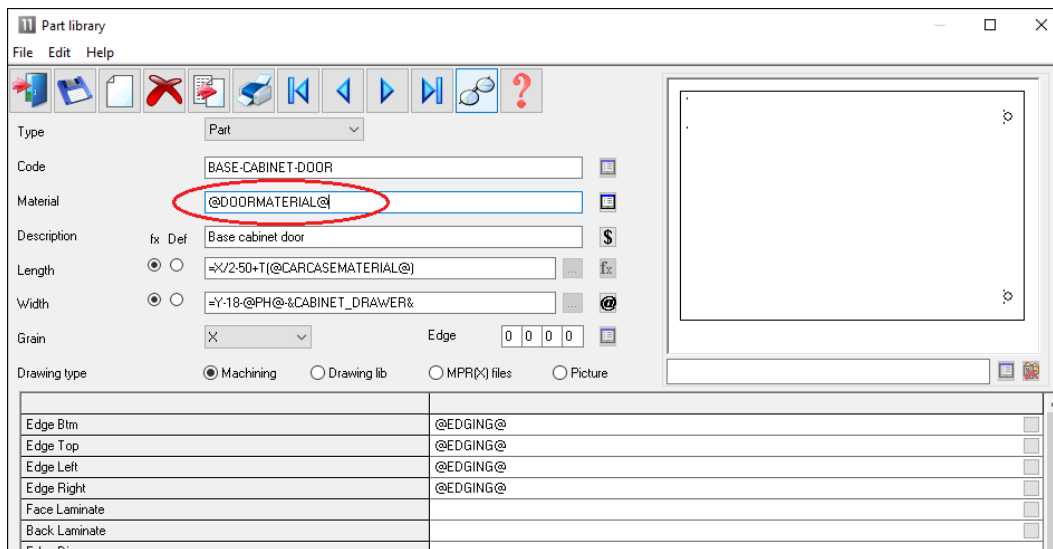 Part library
File Edit Help
Type Part
Code BASE-CABINET-DOOR
Material @DOORMATERIAL@
Description fx Def Base cabinet door $
Length =X/2-50+T(@CARCASEMATERIAL@) ... fx
Width =Y-18-@PH@-&CABINET_DRAWER& ... @
Grain X Edge 0 0 0 0
Drawing type Machining Drawing lib MPR(X) files Picture
Edge Btm @EDGING@
Edge Top @EDGING@
Edge Left @EDGING@
Edge Right @EDGING@
Face Laminate
Back Laminate